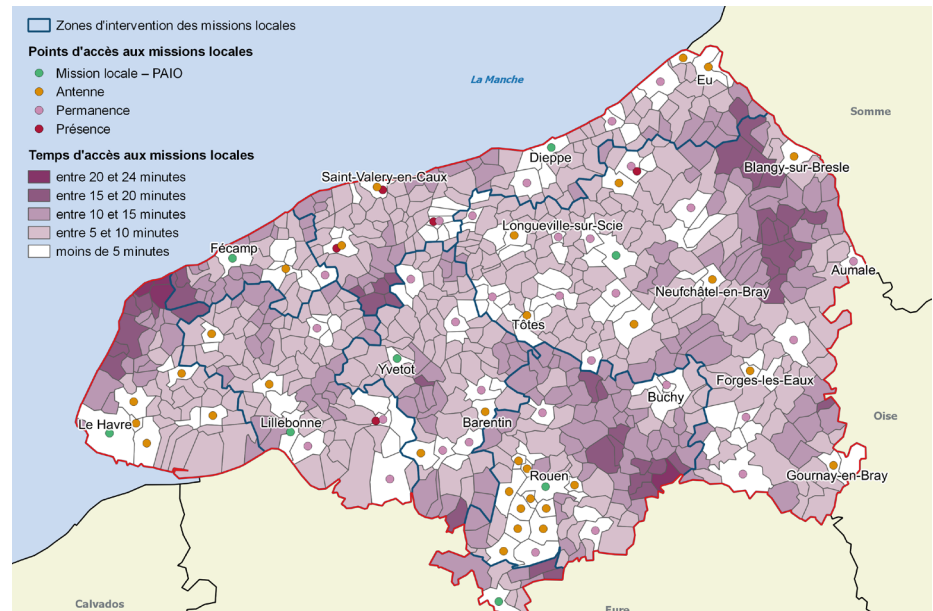 Zones d'intervention des missions locales
Points d'accès aux missions locales
Mission locale – PAIO
Antenne
Permanence
Présence
Temps d'accès aux missions locales
entre 20 et 24 minutes
entre 15 et 20 minutes
entre 10 et 15 minutes
entre 5 et 10 minutes
moins de 5 minutes
La Manche
Eu
Somme
Dieppe
Blangy-sur-Bresle
Saint-Valery-en-Caux
Longueville-sur-Scie
Fécamp
Aumale
Neufchâtel-en-Bray
Tôtes
Yvetot
Forges-les-Eaux
Buchy
Oise
Le Havre
Lillebonne
Barentin
Rouen
Gournay-en-Bray
Calvados
Eure